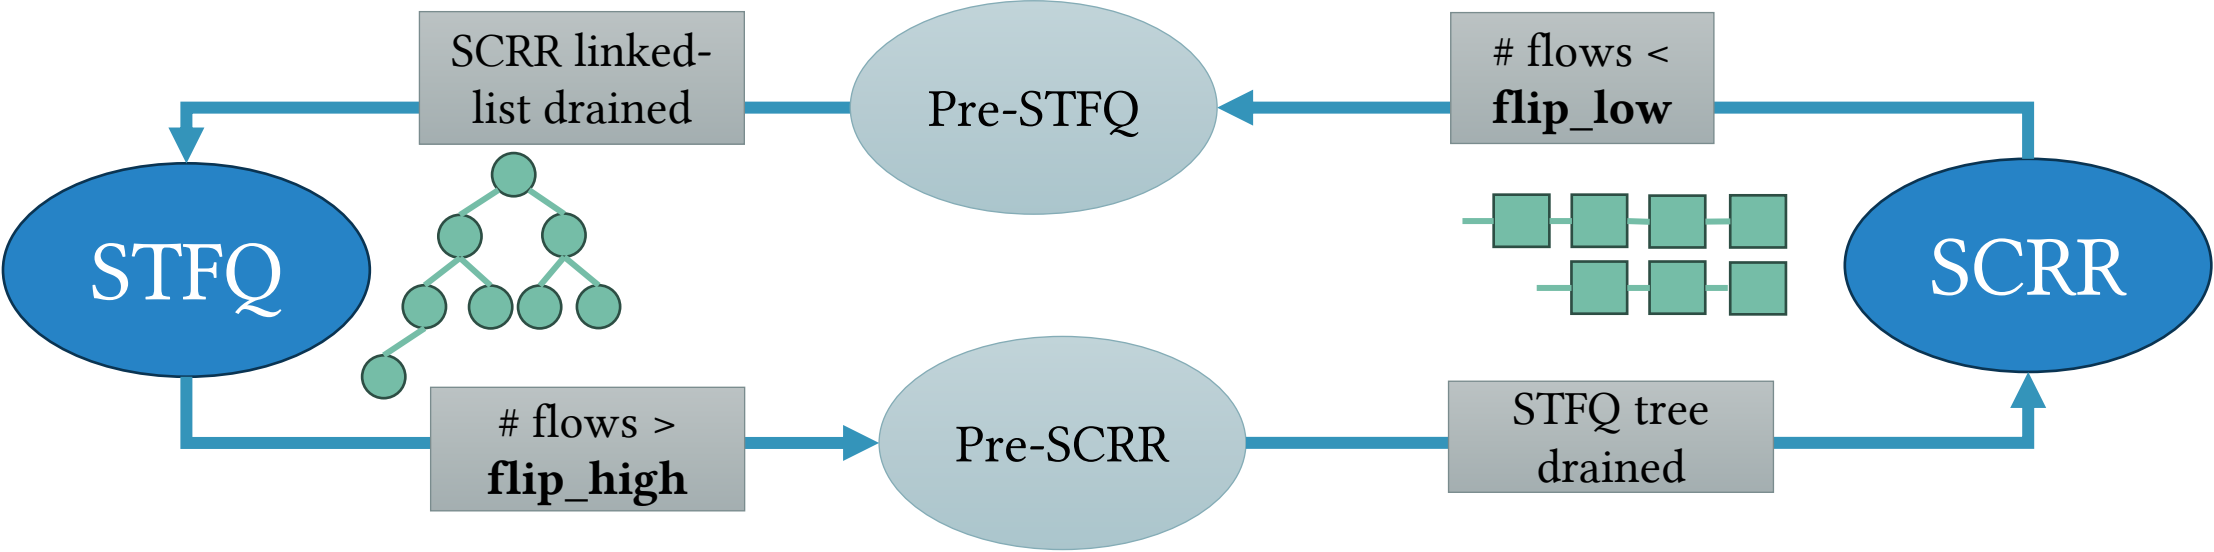 SCRR linked-
list drained
Pre-STFQ
# flows <
flip_low
STFQ
SCRR
# flows >
flip_high
Pre-SCRR
STFQ tree
drained